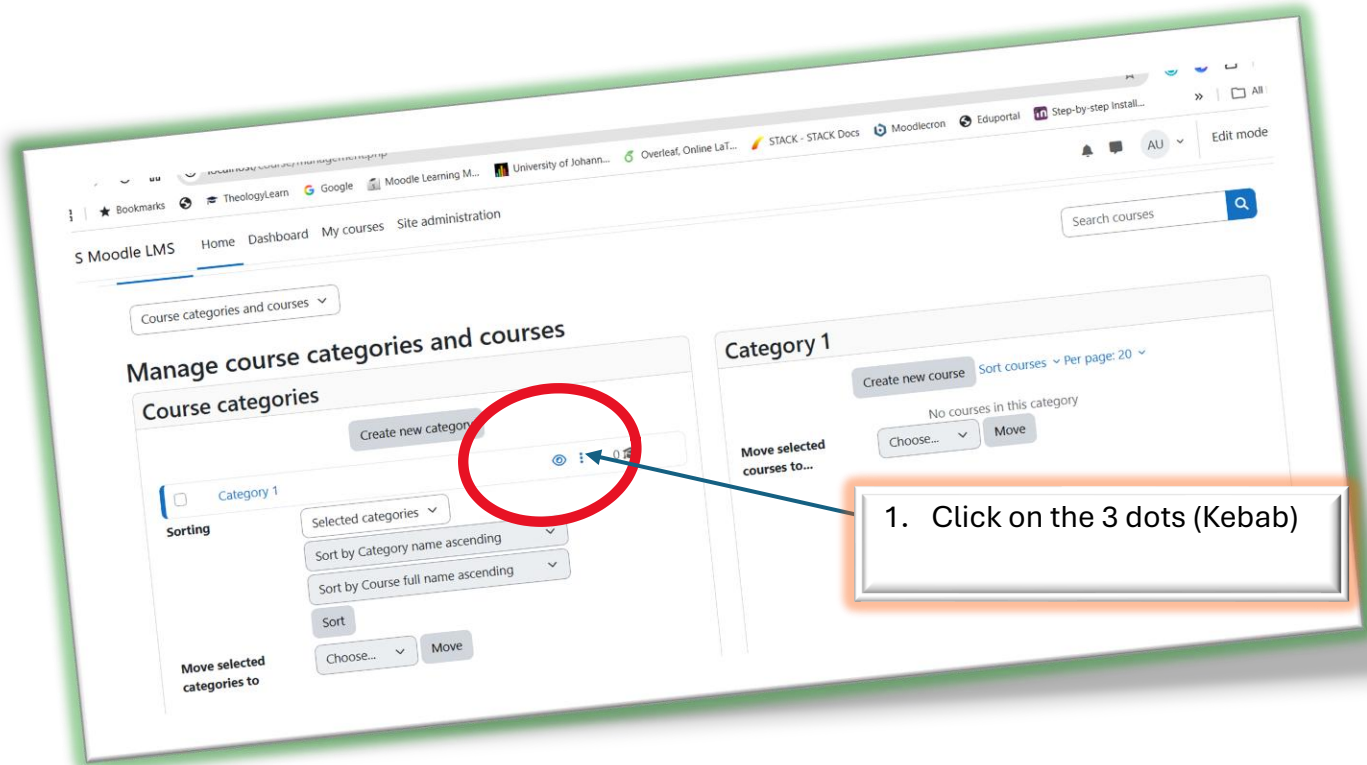 localhost/course/management.php
Bookmarks TheologyLearn Google Moodle Learning M... University of Johann... Overleaf, Online LaT... STACK - STACK Docs Moodlecron Eduportal Step-by-step Install... » All
S Moodle LMS Home Dashboard My courses Site administration AU Edit mode
Search courses
Course categories and courses
Manage course categories and courses
Course categories
Create new category
Category 1 0
Sorting
Selected categories
Sort by Category name ascending
Sort by Course full name ascending
Sort
Move selected
categories to
Choose... Move
Category 1
Create new course Sort courses Per page: 20
No courses in this category
Move selected
courses to...
Choose... Move
1. Click on the 3 dots (Kebab)